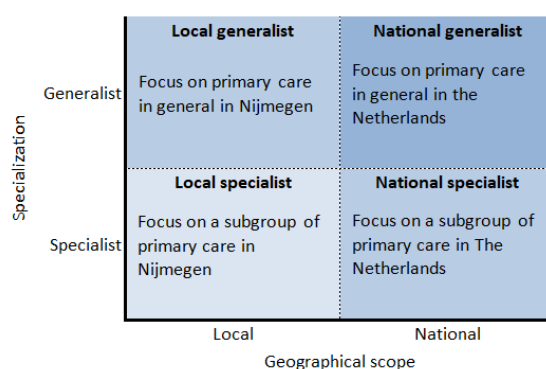 Local generalist
Focus on primary care
in general in Nijmegen
National generalist
Focus on primary care
in general in the
Netherlands
Local specialist
Focus on a subgroup of
primary care in
Nijmegen
National specialist
Focus on a subgroup of
primary care in The
Netherlands
Specialization
Generalist
Specialist
Local
National
Geographical scope